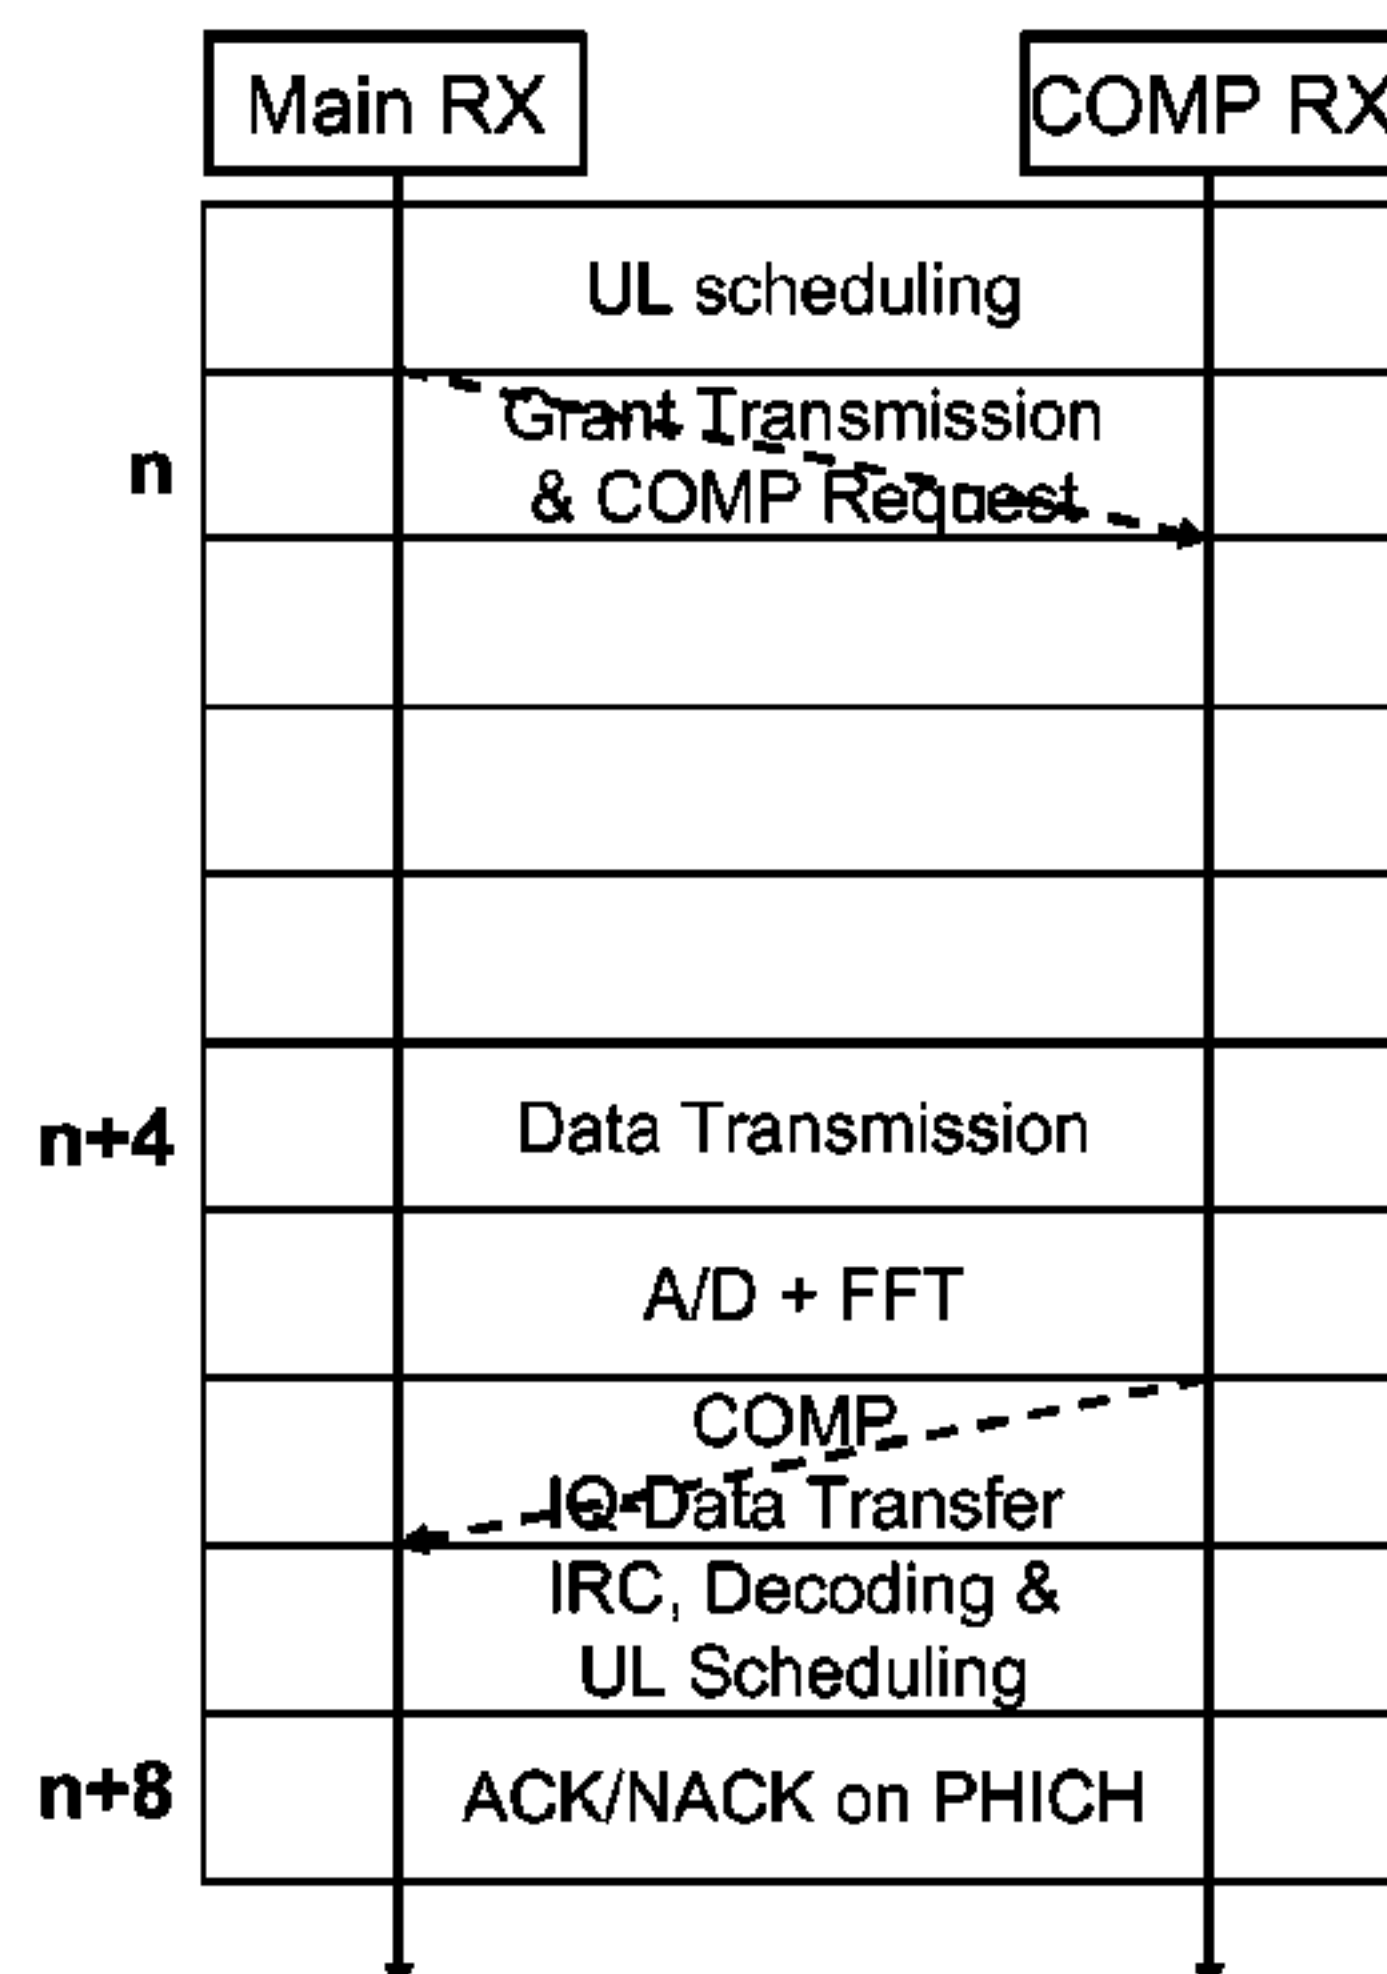 Main RX
COMP RX
UL scheduling
n
Grant Transmission
& COMP Request
n+4
Data Transmission
A/D + FFT
COMP
IQ-Data Transfer
IRC, Decoding &
UL Scheduling
n+8
ACK/NACK on PHICH